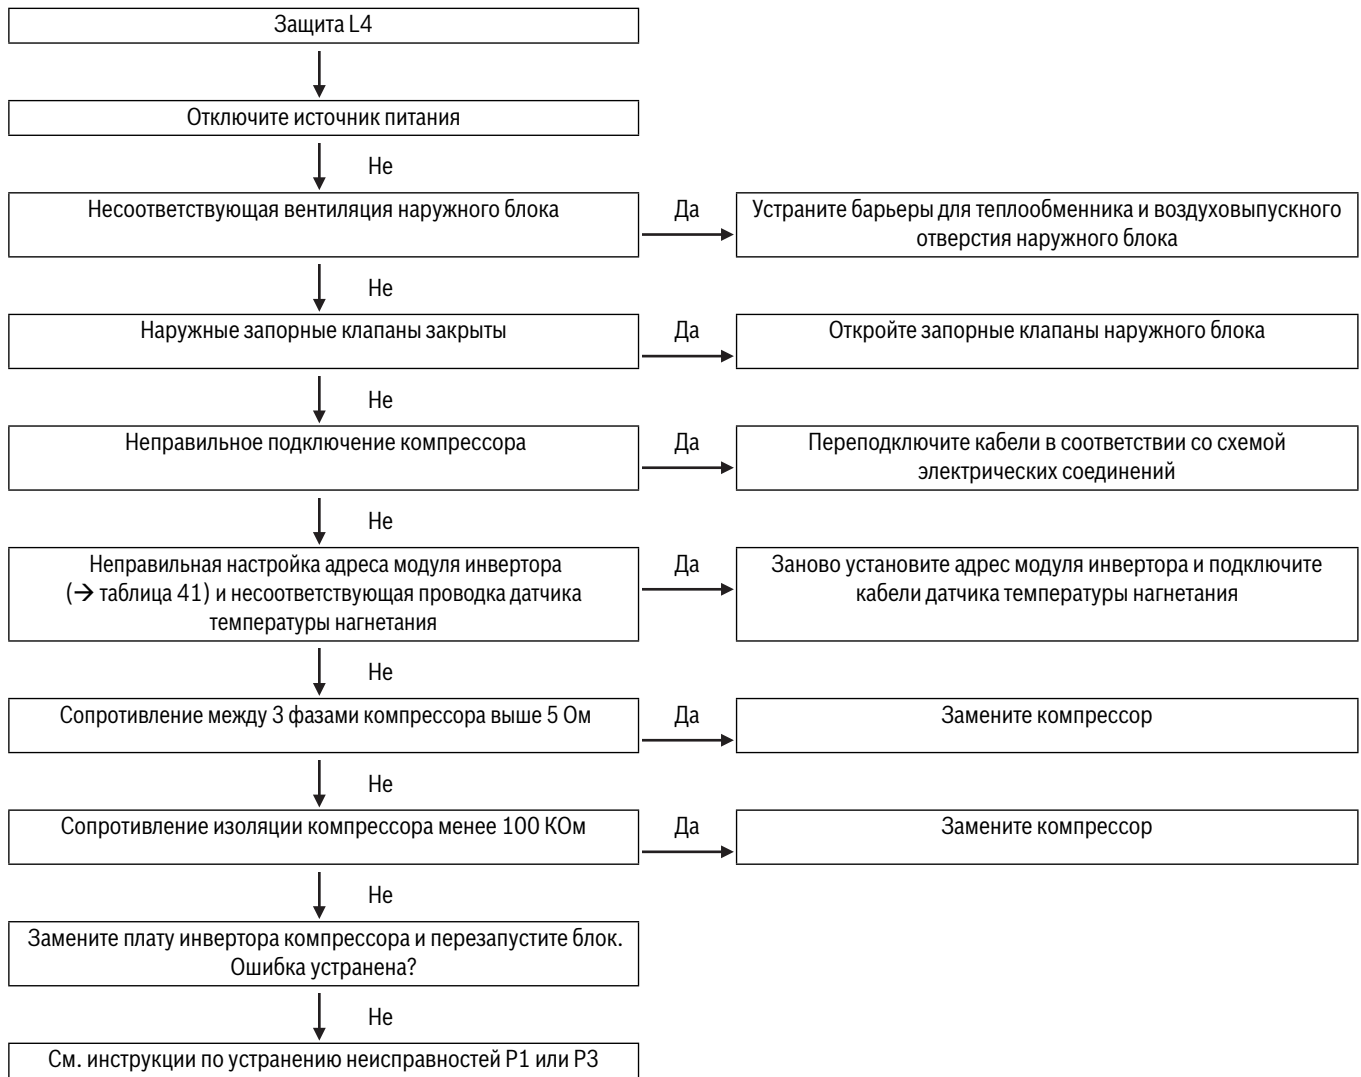 Защита L4
Отключите источник питания
Не
Несоответствующая вентиляция наружного блока
Да
Устраните барьеры для теплообменника и воздуховыпускного
отверстия наружного блока
Не
Наружные запорные клапаны закрыты
Да
Откройте запорные клапаны наружного блока
Не
Неправильное подключение компрессора
Да
Переподключите кабели в соответствии со схемой
электрических соединений
Не
Неправильная настройка адреса модуля инвертора
(→ таблица 41) и несоответствующая проводка датчика
температуры нагнетания
Да
Заново установите адрес модуля инвертора и подключите
кабели датчика температуры нагнетания
Не
Сопротивление между 3 фазами компрессора выше 5 Ом
Да
Замените компрессор
Не
Сопротивление изоляции компрессора менее 100 КОм
Да
Замените компрессор
Не
Замените плату инвертора компрессора и перезапустите блок.
Ошибка устранена?
Не
См. инструкции по устранению неисправностей P1 или P3